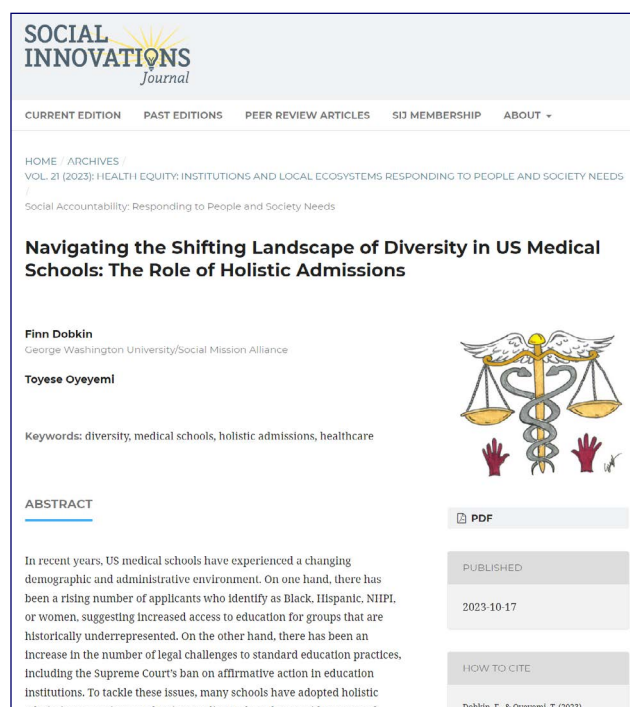 SOCIAL
INNOVATIONS
Journal
CURRENT EDITION PAST EDITIONS PEER REVIEW ARTICLES SIJ MEMBERSHIP ABOUT
HOME / ARCHIVES /
VOL. 21 (2023): HEALTH EQUITY: INSTITUTIONS AND LOCAL ECOSYSTEMS RESPONDING TO PEOPLE AND SOCIETY NEEDS
/
Social Accountability: Responding to People and Society Needs
Navigating the Shifting Landscape of Diversity in US Medical
Schools: The Role of Holistic Admissions
Finn Dobkin
George Washington University/Social Mission Alliance
Toyese Oyeyemi
Keywords: diversity, medical schools, holistic admissions, healthcare
ABSTRACT
In recent years, US medical schools have experienced a changing
demographic and administrative environment. On one hand, there has
been a rising number of applicants who identify as Black, Hispanic, NHPI,
or women, suggesting increased access to education for groups that are
historically underrepresented. On the other hand, there has been an
increase in the number of legal challenges to standard education practices,
including the Supreme Court's ban on affirmative action in education
institutions. To tackle these issues, many schools have adopted holistic
PDF
PUBLISHED
2023-10-17
HOW TO CITE
Dobkin, F., & Oyeyemi, T. (2023).